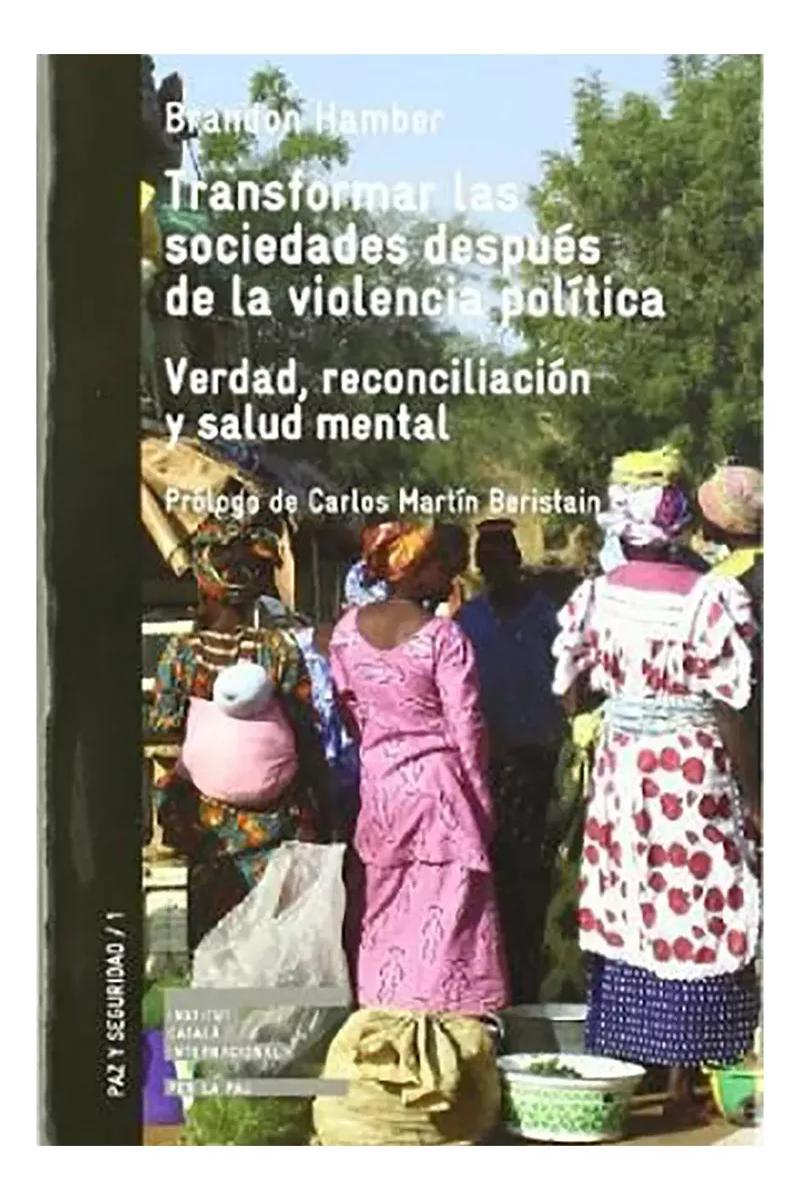 Brandon Hamber
Transformar las
sociedades después
de la violencia política
Verdad, reconciliación
y salud mental
Prólogo de Carlos Martín Beristain
PAZ Y SEGURIDAD / 1
INSTITUT
CATALÀ
INTERNACIONAL
PER LA PAU